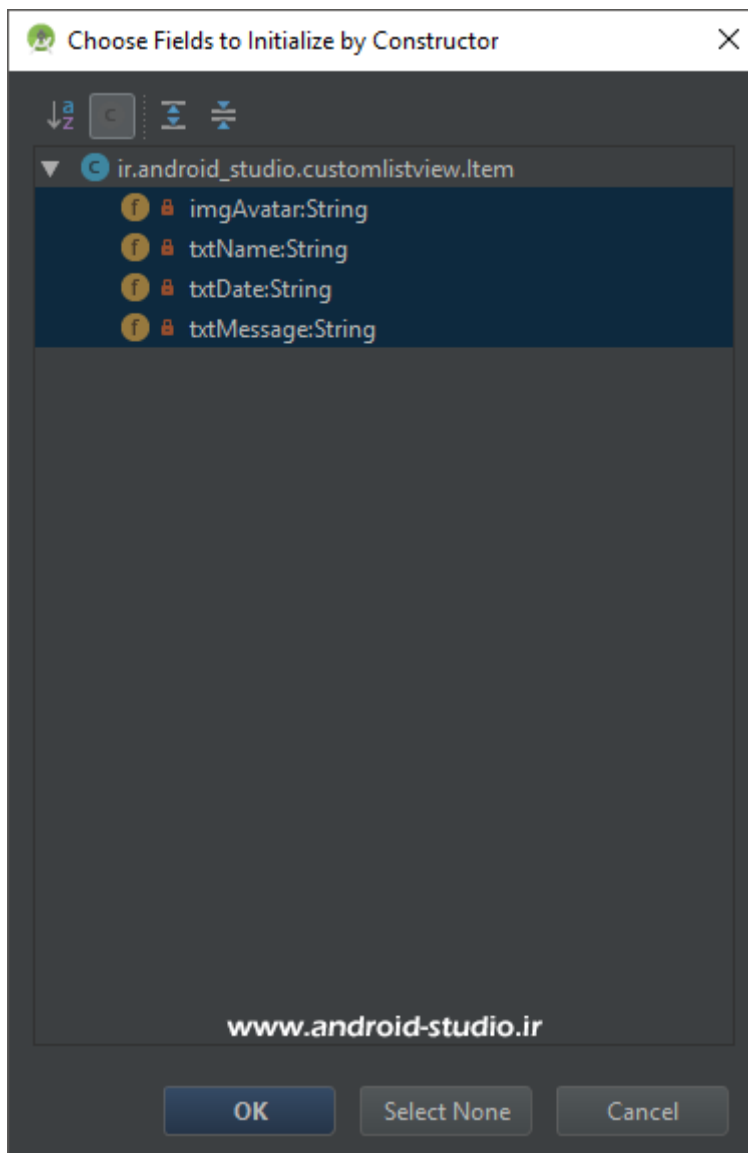 Choose Fields to Initialize by Constructor
ir.android_studio.customlistview.Item
imgAvatar:String
txtName:String
txtDate:String
txtMessage:String
www.android-studio.ir
OK Select None Cancel